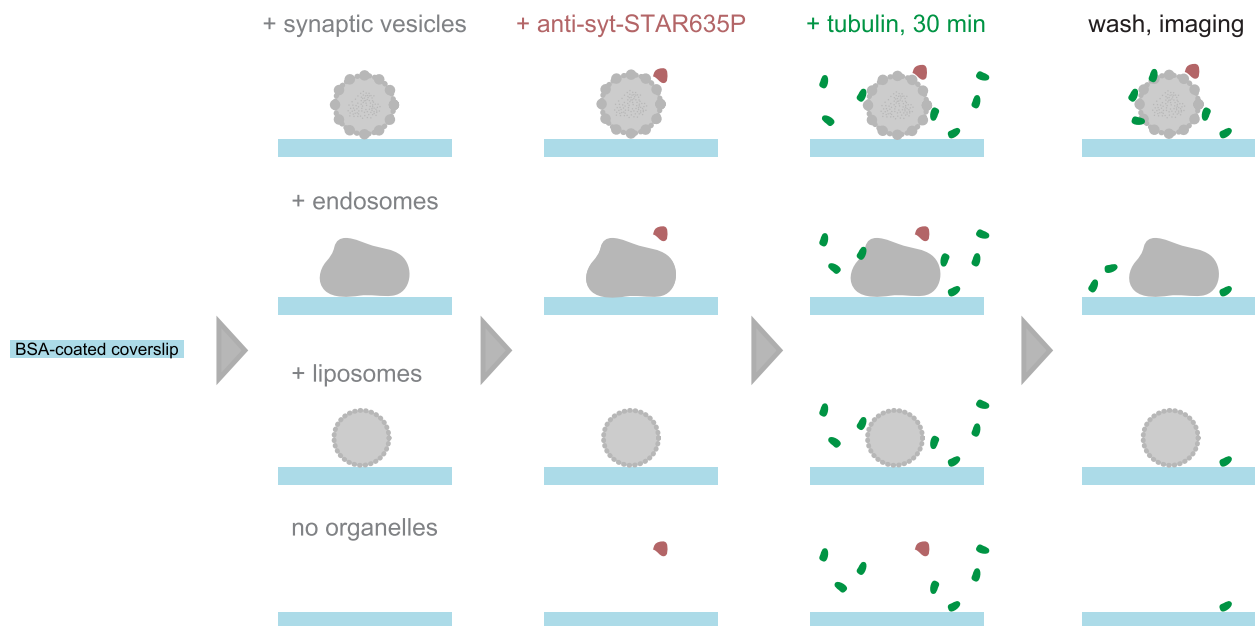 + synaptic vesicles
+ anti-syt-STAR635P
+ tubulin, 30 min
wash, imaging
+ endosomes
BSA-coated coverslip
+ liposomes
no organelles